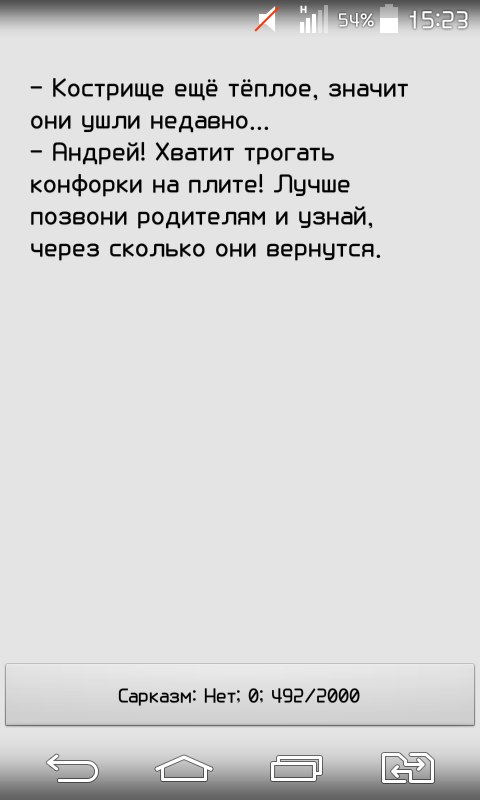 H 54% 15:23
- Кострище ещё тёплое, значит
они ушли недавно...
- Андрей! Хватит трогать
конфорки на плите! Лучше
позвони родителям и узнай,
через сколько они вернутся.
Сарказм: Нет; 0; 492/2000